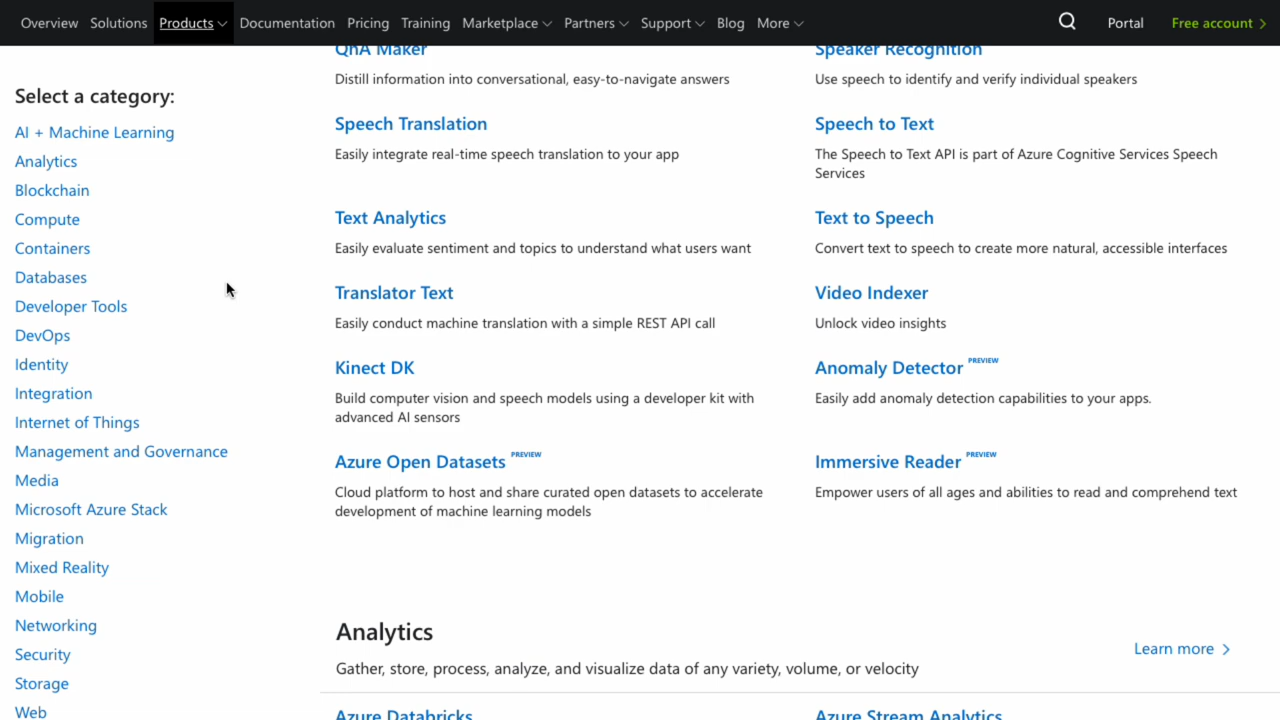 Overview Solutions Products Documentation Pricing Training Marketplace Partners Support Blog More Portal Free account
Select a category:
AI + Machine Learning
Analytics
Blockchain
Compute
Containers
Databases
Developer Tools
DevOps
Identity
Integration
Internet of Things
Management and Governance
Media
Microsoft Azure Stack
Migration
Mixed Reality
Mobile
Networking
Security
Storage
Web
QnA Maker
Distill information into conversational, easy-to-navigate answers
Speaker Recognition
Use speech to identify and verify individual speakers
Speech Translation
Easily integrate real-time speech translation to your app
Speech to Text
The Speech to Text API is part of Azure Cognitive Services Speech
Services
Text Analytics
Easily evaluate sentiment and topics to understand what users want
Text to Speech
Convert text to speech to create more natural, accessible interfaces
Translator Text
Easily conduct machine translation with a simple REST API call
Video Indexer
Unlock video insights
Kinect DK
Build computer vision and speech models using a developer kit with
advanced AI sensors
Anomaly Detector PREVIEW
Easily add anomaly detection capabilities to your apps.
Azure Open Datasets PREVIEW
Cloud platform to host and share curated open datasets to accelerate
development of machine learning models
Immersive Reader PREVIEW
Empower users of all ages and abilities to read and comprehend text
Analytics
Gather, store, process, analyze, and visualize data of any variety, volume, or velocity
Learn more
Azure Databricks
Azure Stream Analytics